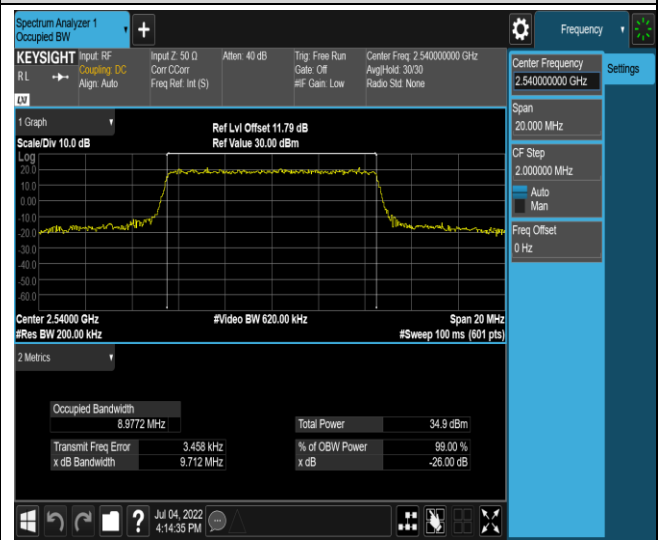 Spectrum Analyzer 1
Occupied BW
+
Frequency
KEYSIGHT
RL
LXI
Input: RF
Coupling: DC
Align: Auto
Input Z: 50 Ω
Corr CCorr
Freq Ref: Int (S)
Atten: 40 dB
Trig: Free Run
Gate: Off
#IF Gain: Low
Center Freq: 2.540000000 GHz
Avg|Hold: 30/30
Radio Std: None
Center Frequency
2.540000000 GHz
Settings
Span
20.000 MHz
CF Step
2.000000 MHz
Auto
Man
Freq Offset
0 Hz
1 Graph
Scale/Div 10.0 dB
Ref Lvl Offset 11.79 dB
Ref Value 30.00 dBm
Log
20.0
10.0
0.00
-10.0
-20.0
-30.0
-40.0
-50.0
-60.0
Center 2.54000 GHz
#Video BW 620.00 kHz
Span 20 MHz
#Res BW 200.00 kHz
#Sweep 100 ms (601 pts)
2 Metrics
Occupied Bandwidth
8.9772 MHz
Total Power 34.9 dBm
Transmit Freq Error 3.458 kHz
% of OBW Power 99.00 %
x dB Bandwidth 9.712 MHz
x dB -26.00 dB
?
Jul 04, 2022
4:14:35 PM